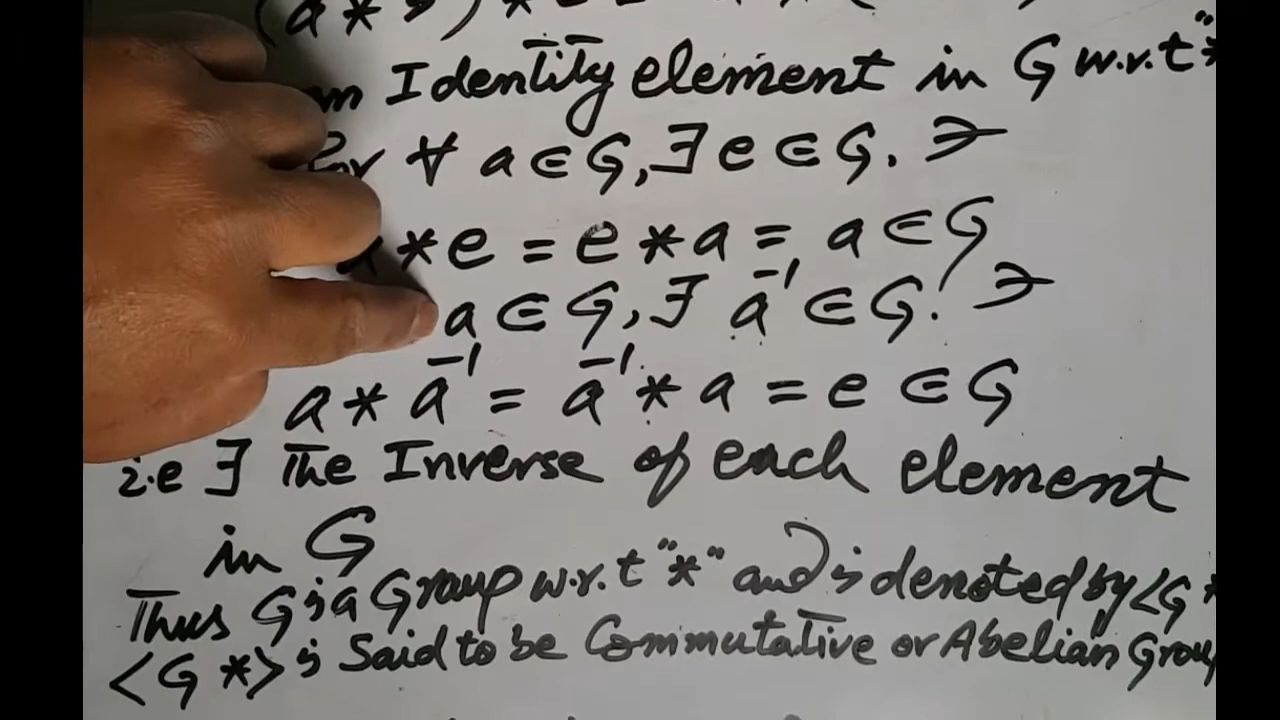 (a *
Identity element in G w.r.t "*
For ∀ a ∈ G, ∃ e ∈ G. ∋
a * e = e * a = a ∈ G
a ∈ G, ∃ a⁻¹ ∈ G. ∋
a * a⁻¹ = a⁻¹ * a = e ∈ G
i.e ∃ The Inverse of each element
in G
Thus G is a Group w.r.t "*" and is denoted by <G *
<G *> is Said to be Commutative or Abelian Group